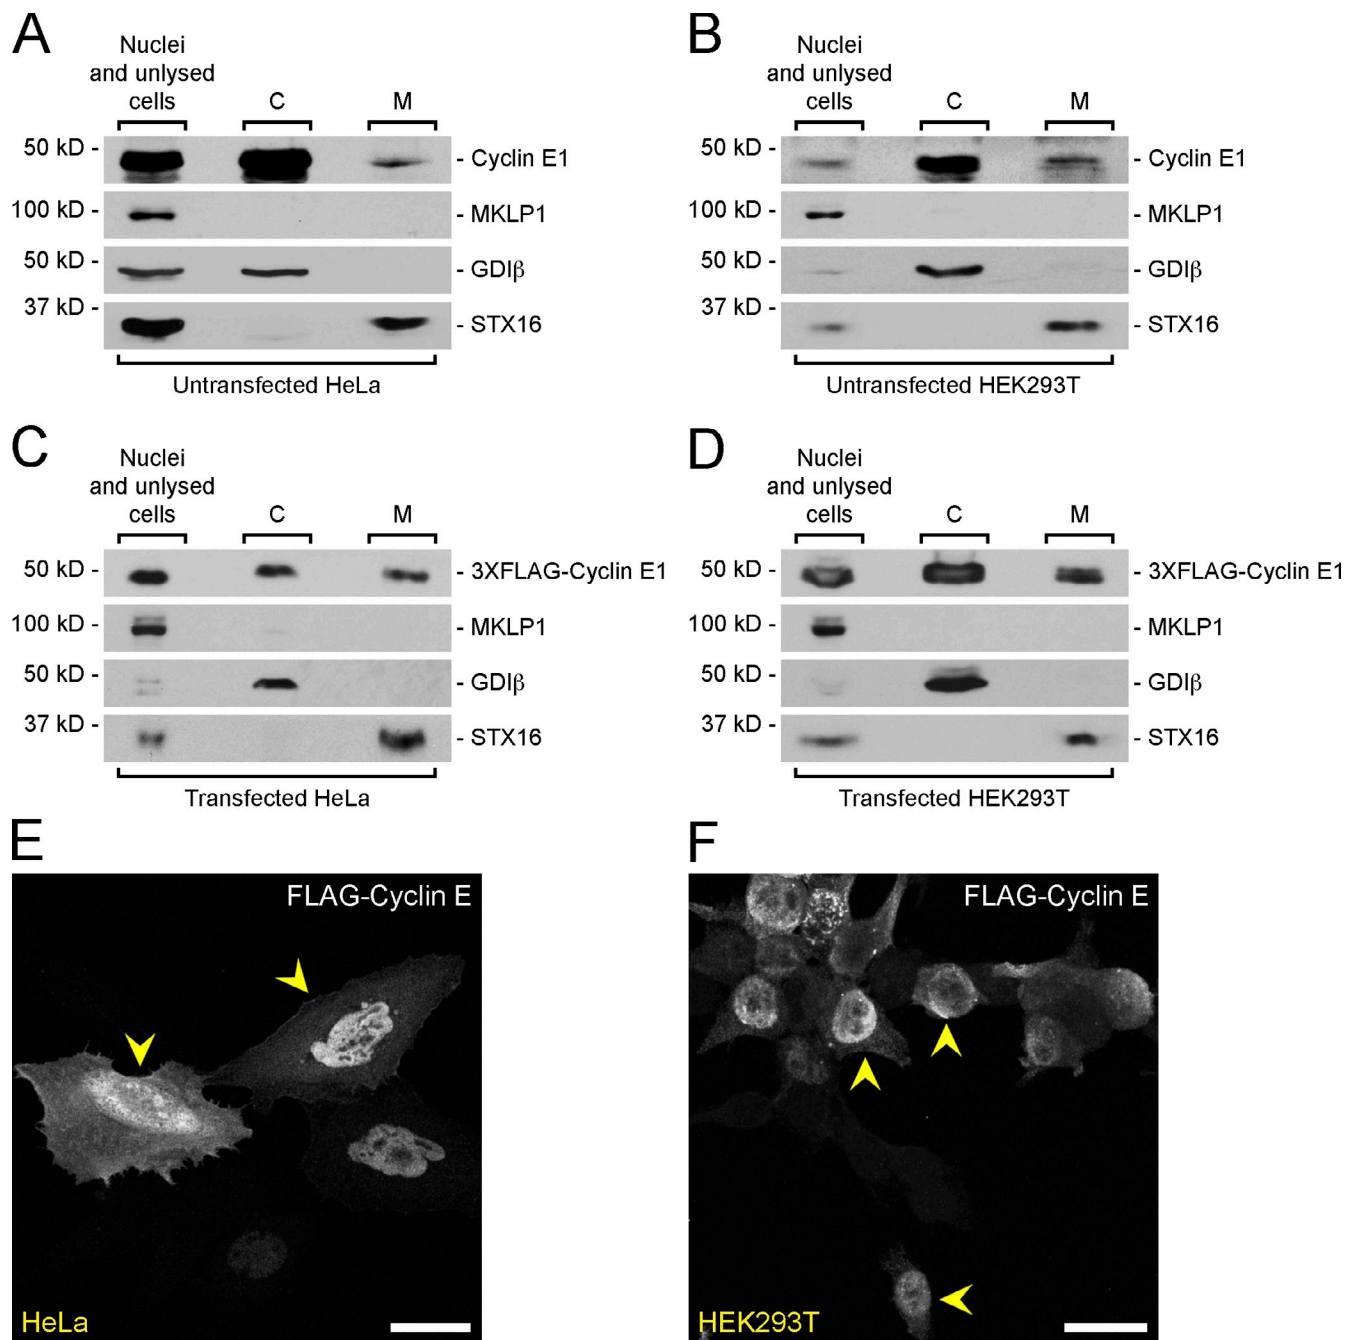 A
Nuclei
and unlysed
cells
C
M
50 kD -
- Cyclin E1
100 kD -
- MKLP1
50 kD -
- GDIβ
37 kD -
- STX16
Untransfected HeLa
B
Nuclei
and unlysed
cells
C
M
50 kD -
- Cyclin E1
100 kD -
- MKLP1
50 kD -
- GDIβ
37 kD -
- STX16
Untransfected HEK293T
C
Nuclei
and unlysed
cells
C
M
50 kD -
- 3XFLAG-Cyclin E1
100 kD -
- MKLP1
50 kD -
- GDIβ
37 kD -
- STX16
Transfected HeLa
D
Nuclei
and unlysed
cells
C
M
50 kD -
- 3XFLAG-Cyclin E1
100 kD -
- MKLP1
50 kD -
- GDIβ
37 kD -
- STX16
Transfected HEK293T
E
FLAG-Cyclin E
HeLa
F
FLAG-Cyclin E
HEK293T